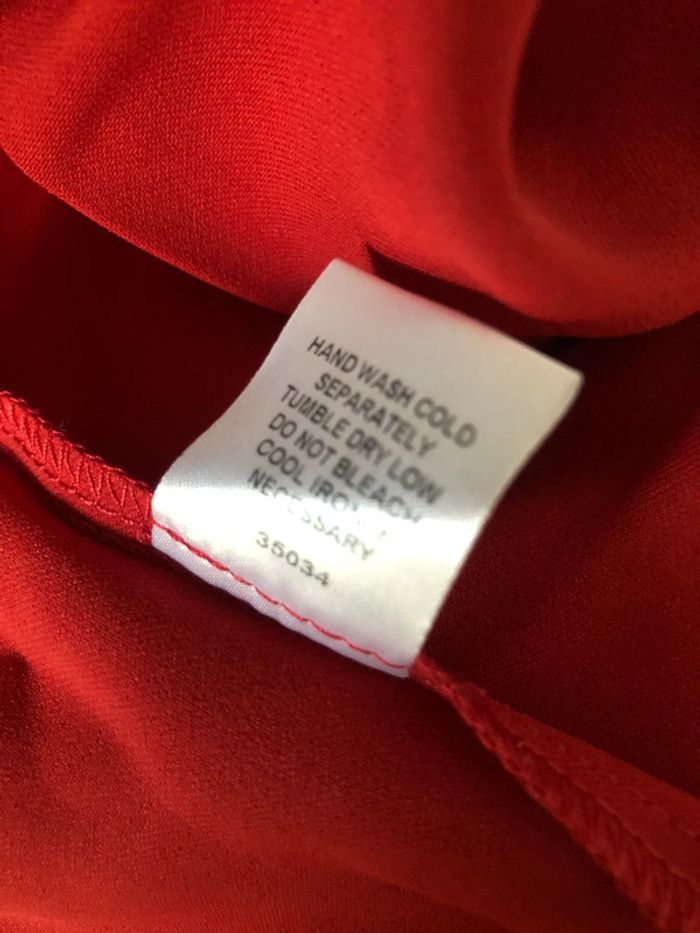 HAND WASH COLD
SEPARATELY
TUMBLE DRY LOW
DO NOT BLEACH
COOL IRON
NECESSARY
35034